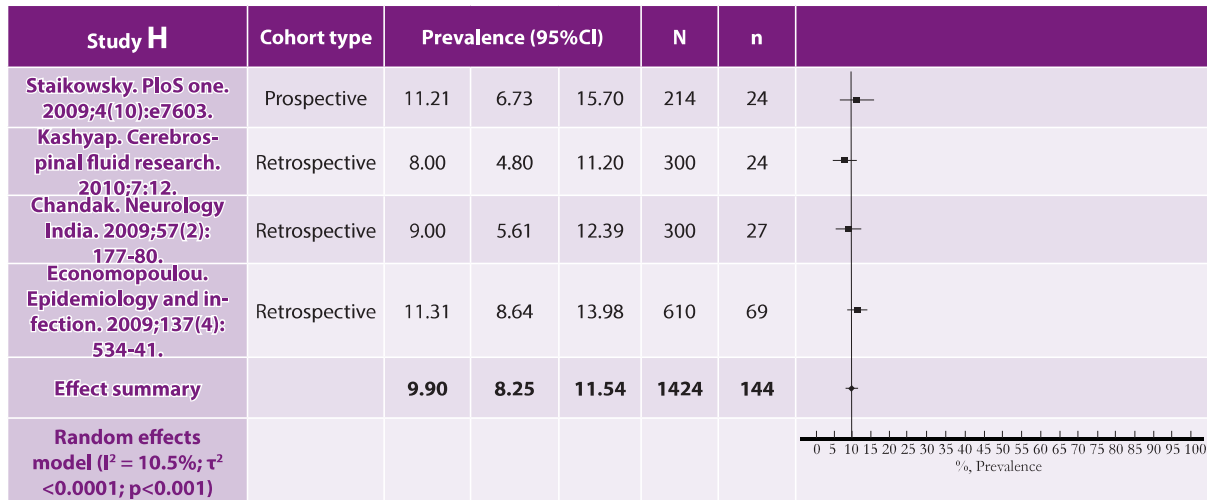 Study H Cohort type Prevalence (95%CI) N n
Staikowsky. PloS one.
2009;4(10):e7603.
Prospective 11.21 6.73 15.70 214 24
Kashyap. Cerebros-
pinal fluid research.
2010;7:12.
Retrospective 8.00 4.80 11.20 300 24
Chandak. Neurology
India. 2009;57(2):
177-80.
Retrospective 9.00 5.61 12.39 300 27
Economopoulou.
Epidemiology and in-
fection. 2009;137(4):
534-41.
Retrospective 11.31 8.64 13.98 610 69
Effect summary 9.90 8.25 11.54 1424 144
Random effects
model (I² = 10.5%; τ²
<0.0001; p<0.001)
0 5 10 15 20 25 30 35 40 45 50 55 60 65 70 75 80 85 90 95 100
%, Prevalence